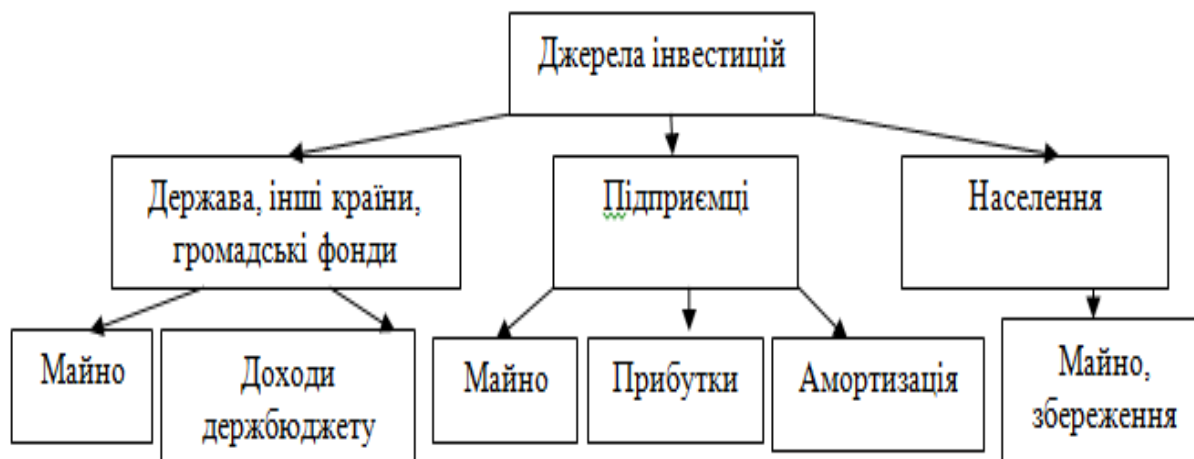 Джерела інвестицій
Держава, інші країни,
громадські фонди
Підприємці
Населення
Майно
Доходи
держбюджету
Майно
Прибутки
Амортизація
Майно,
збереження